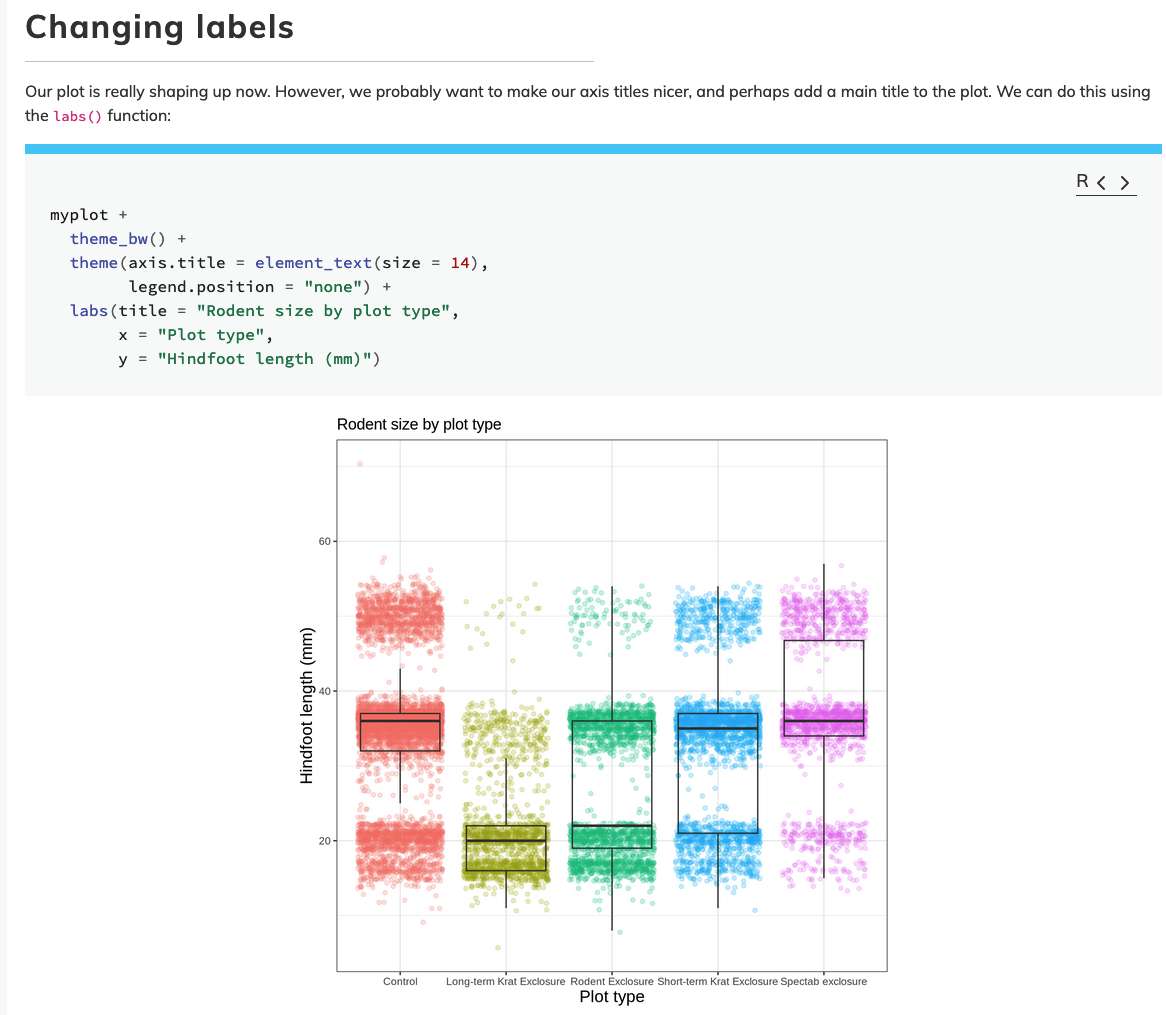 Changing labels
Our plot is really shaping up now. However, we probably want to make our axis titles nicer, and perhaps add a main title to the plot. We can do this using
the labs() function:
R
myplot +
theme_bw() +
theme(axis.title = element_text(size = 14),
legend.position = "none") +
labs(title = "Rodent size by plot type",
x = "Plot type",
y = "Hindfoot length (mm)")
Rodent size by plot type
60
40
20
Hindfoot length (mm)
Control Long-term Krat Exclosure Rodent Exclosure Short-term Krat Exclosure Spectab exclosure
Plot type